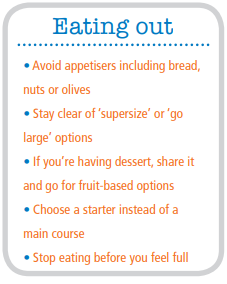 Eating out
• Avoid appetisers including bread,
nuts or olives
• Stay clear of ‘supersize’ or ‘go
large’ options
• If you’re having dessert, share it
and go for fruit-based options
• Choose a starter instead of a
main course
• Stop eating before you feel full